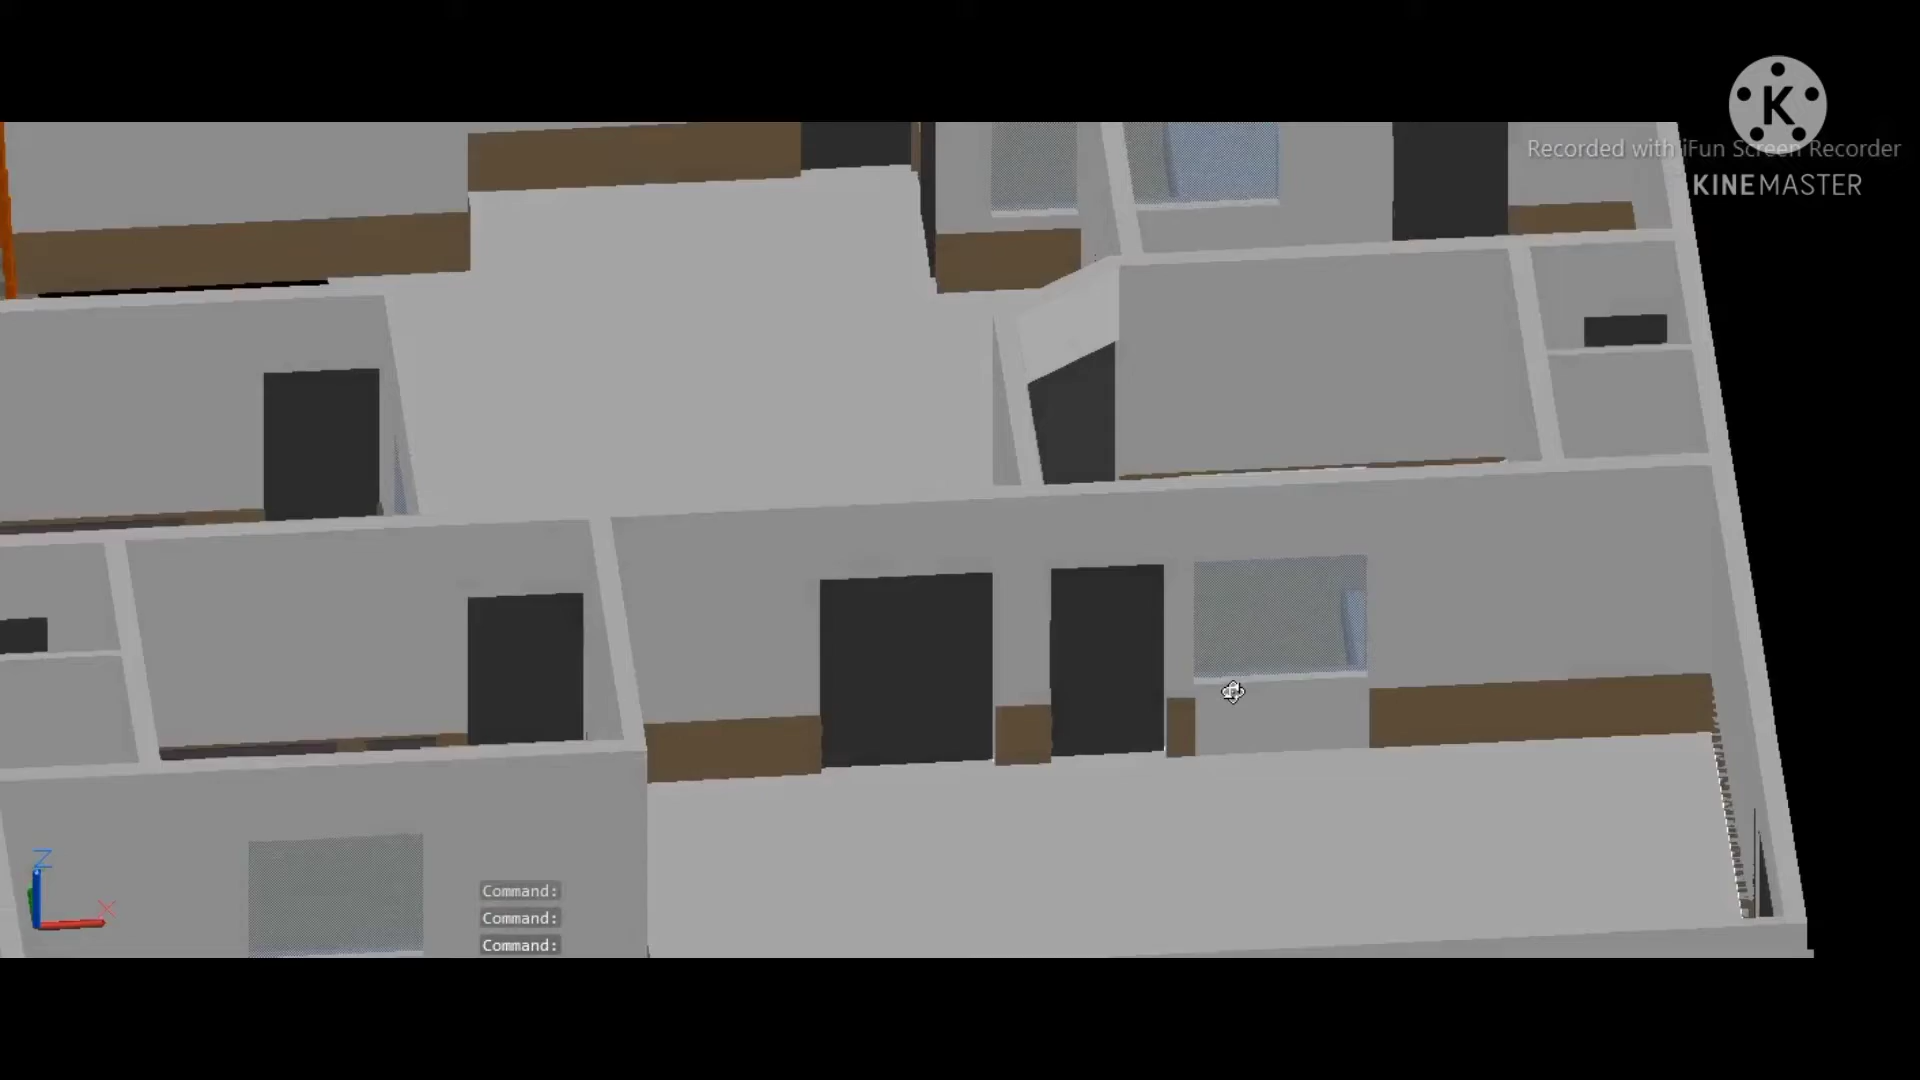 K
Recorded with iFun Screen Recorder
KINEMASTER
Z
X
Command:
Command:
Command: